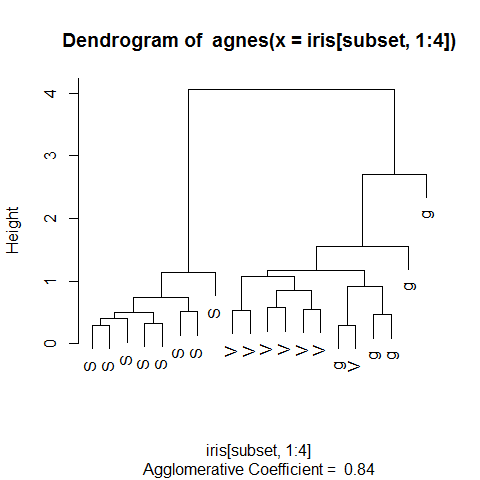 Dendrogram of agnes(x = iris[subset, 1:4])
Height
4
3
2
1
0
S
S
S
S
S
S
S
S
V
V
V
V
V
V
g
V
g
g
g
g
iris[subset, 1:4]
Agglomerative Coefficient = 0.84